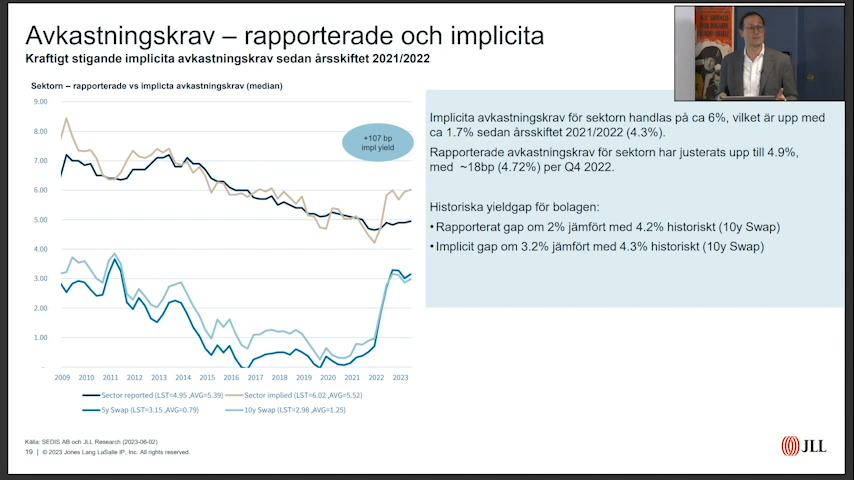 Avkastningskrav – rapporterade och implicita
Kraftigt stigande implicita avkastningskrav sedan årsskiftet 2021/2022
Sektorn – rapporterade vs implicta avkastningskrav (median)
9.00
8.00
7.00
6.00
5.00
4.00
3.00
2.00
1.00
-
+107 bp
impl yield
2009 2010 2011 2012 2013 2014 2015 2016 2017 2018 2019 2020 2021 2022 2023
Sector reported (LST=4.95 ,AVG=5.39) Sector implied (LST=6.02 ,AVG=5.52)
5y Swap (LST=3.15 ,AVG=0.79) 10y Swap (LST=2.98 ,AVG=1.25)
Implicita avkastningskrav för sektorn handlas på ca 6%, vilket är upp med
ca 1.7% sedan årsskiftet 2021/2022 (4.3%).
Rapporterade avkastningskrav för sektorn har justerats upp till 4.9%,
med ~18bp (4.72%) per Q4 2022.
Historiska yieldgap för bolagen:
• Rapporterat gap om 2% jämfört med 4.2% historiskt (10y Swap)
• Implicit gap om 3.2% jämfört med 4.3% historiskt (10y Swap)
Källa: SEDIS AB och JLL Research (2023-06-02)
19 | © 2023 Jones Lang LaSalle IP, Inc. All rights reserved.
JLL